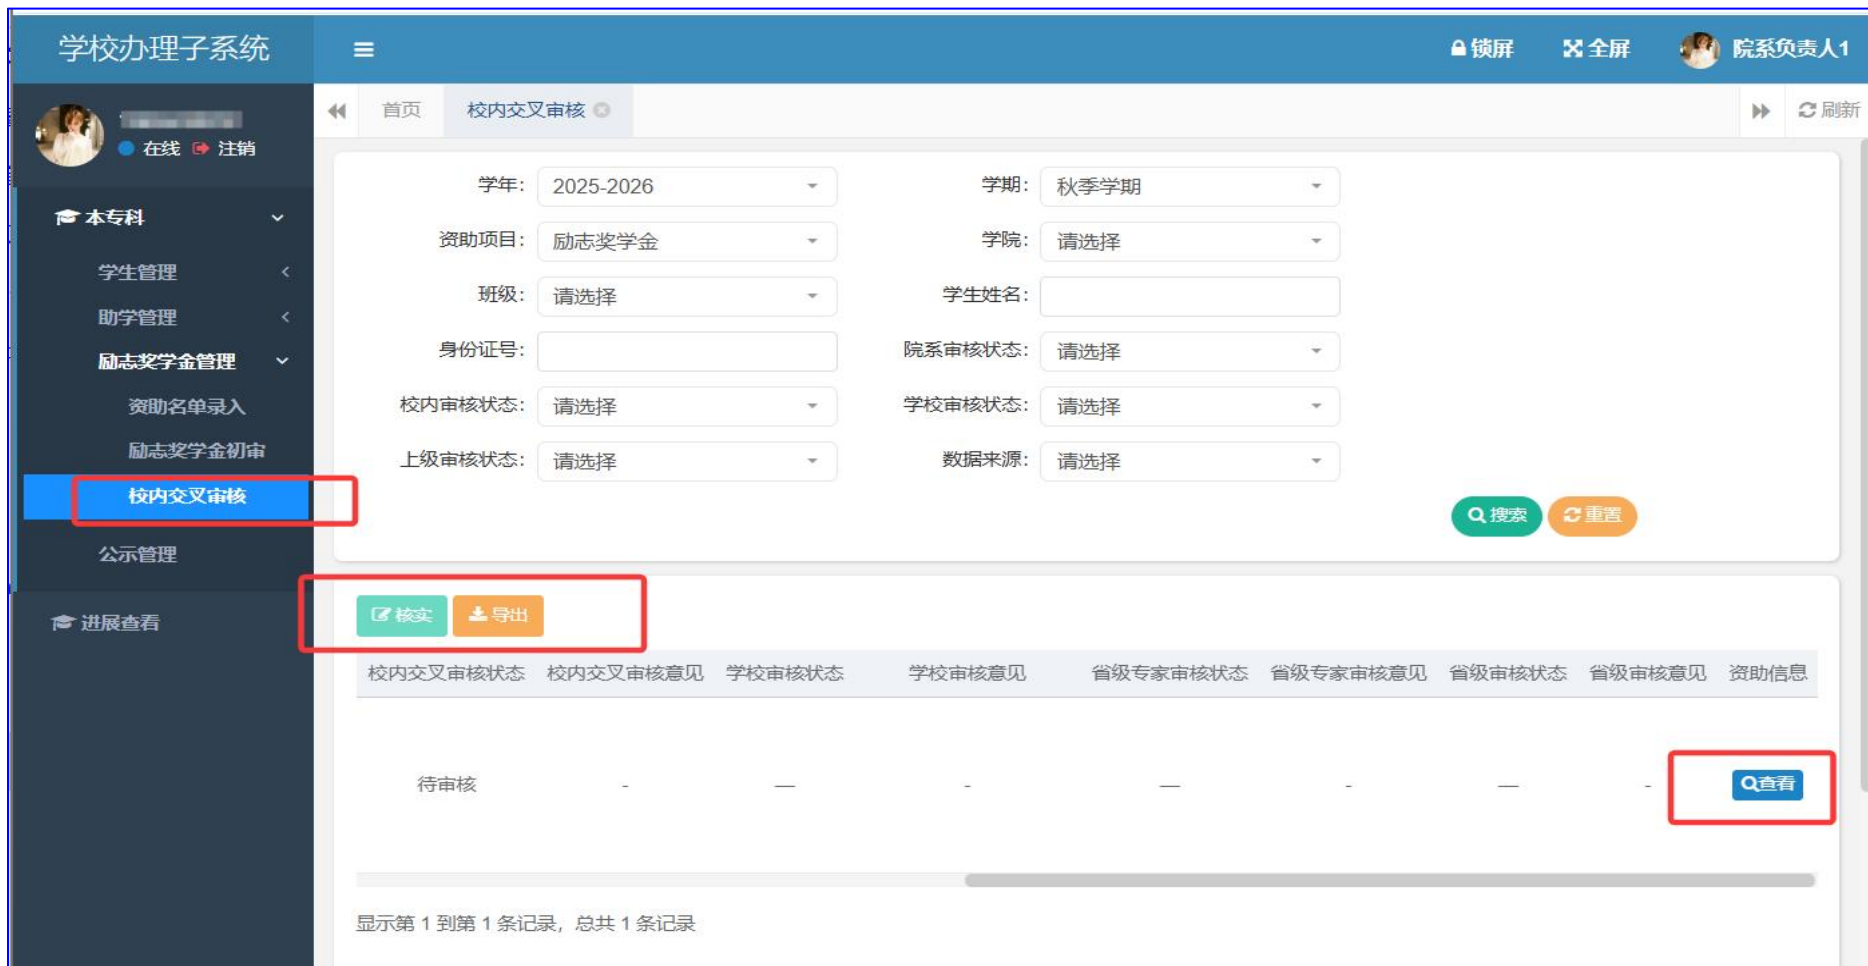 学校办理子系统
锁屏 全屏 院系负责人1
首页 校内交叉审核 刷新
在线 注销
本专科
学生管理
助学管理
励志奖学金管理
资助名单录入
励志奖学金初审
校内交叉审核
公示管理
进展查看
学年: 2025-2026 学期: 秋季学期
资助项目: 励志奖学金 学院: 请选择
班级: 请选择 学生姓名:
身份证号: 院系审核状态: 请选择
校内审核状态: 请选择 学校审核状态: 请选择
上级审核状态: 请选择 数据来源: 请选择
搜索 重置
核实 导出
校内交叉审核状态 校内交叉审核意见 学校审核状态 学校审核意见 省级专家审核状态 省级专家审核意见 省级审核状态 省级审核意见 资助信息
待审核 - — - — - — - 查看
显示第 1 到第 1 条记录，总共 1 条记录